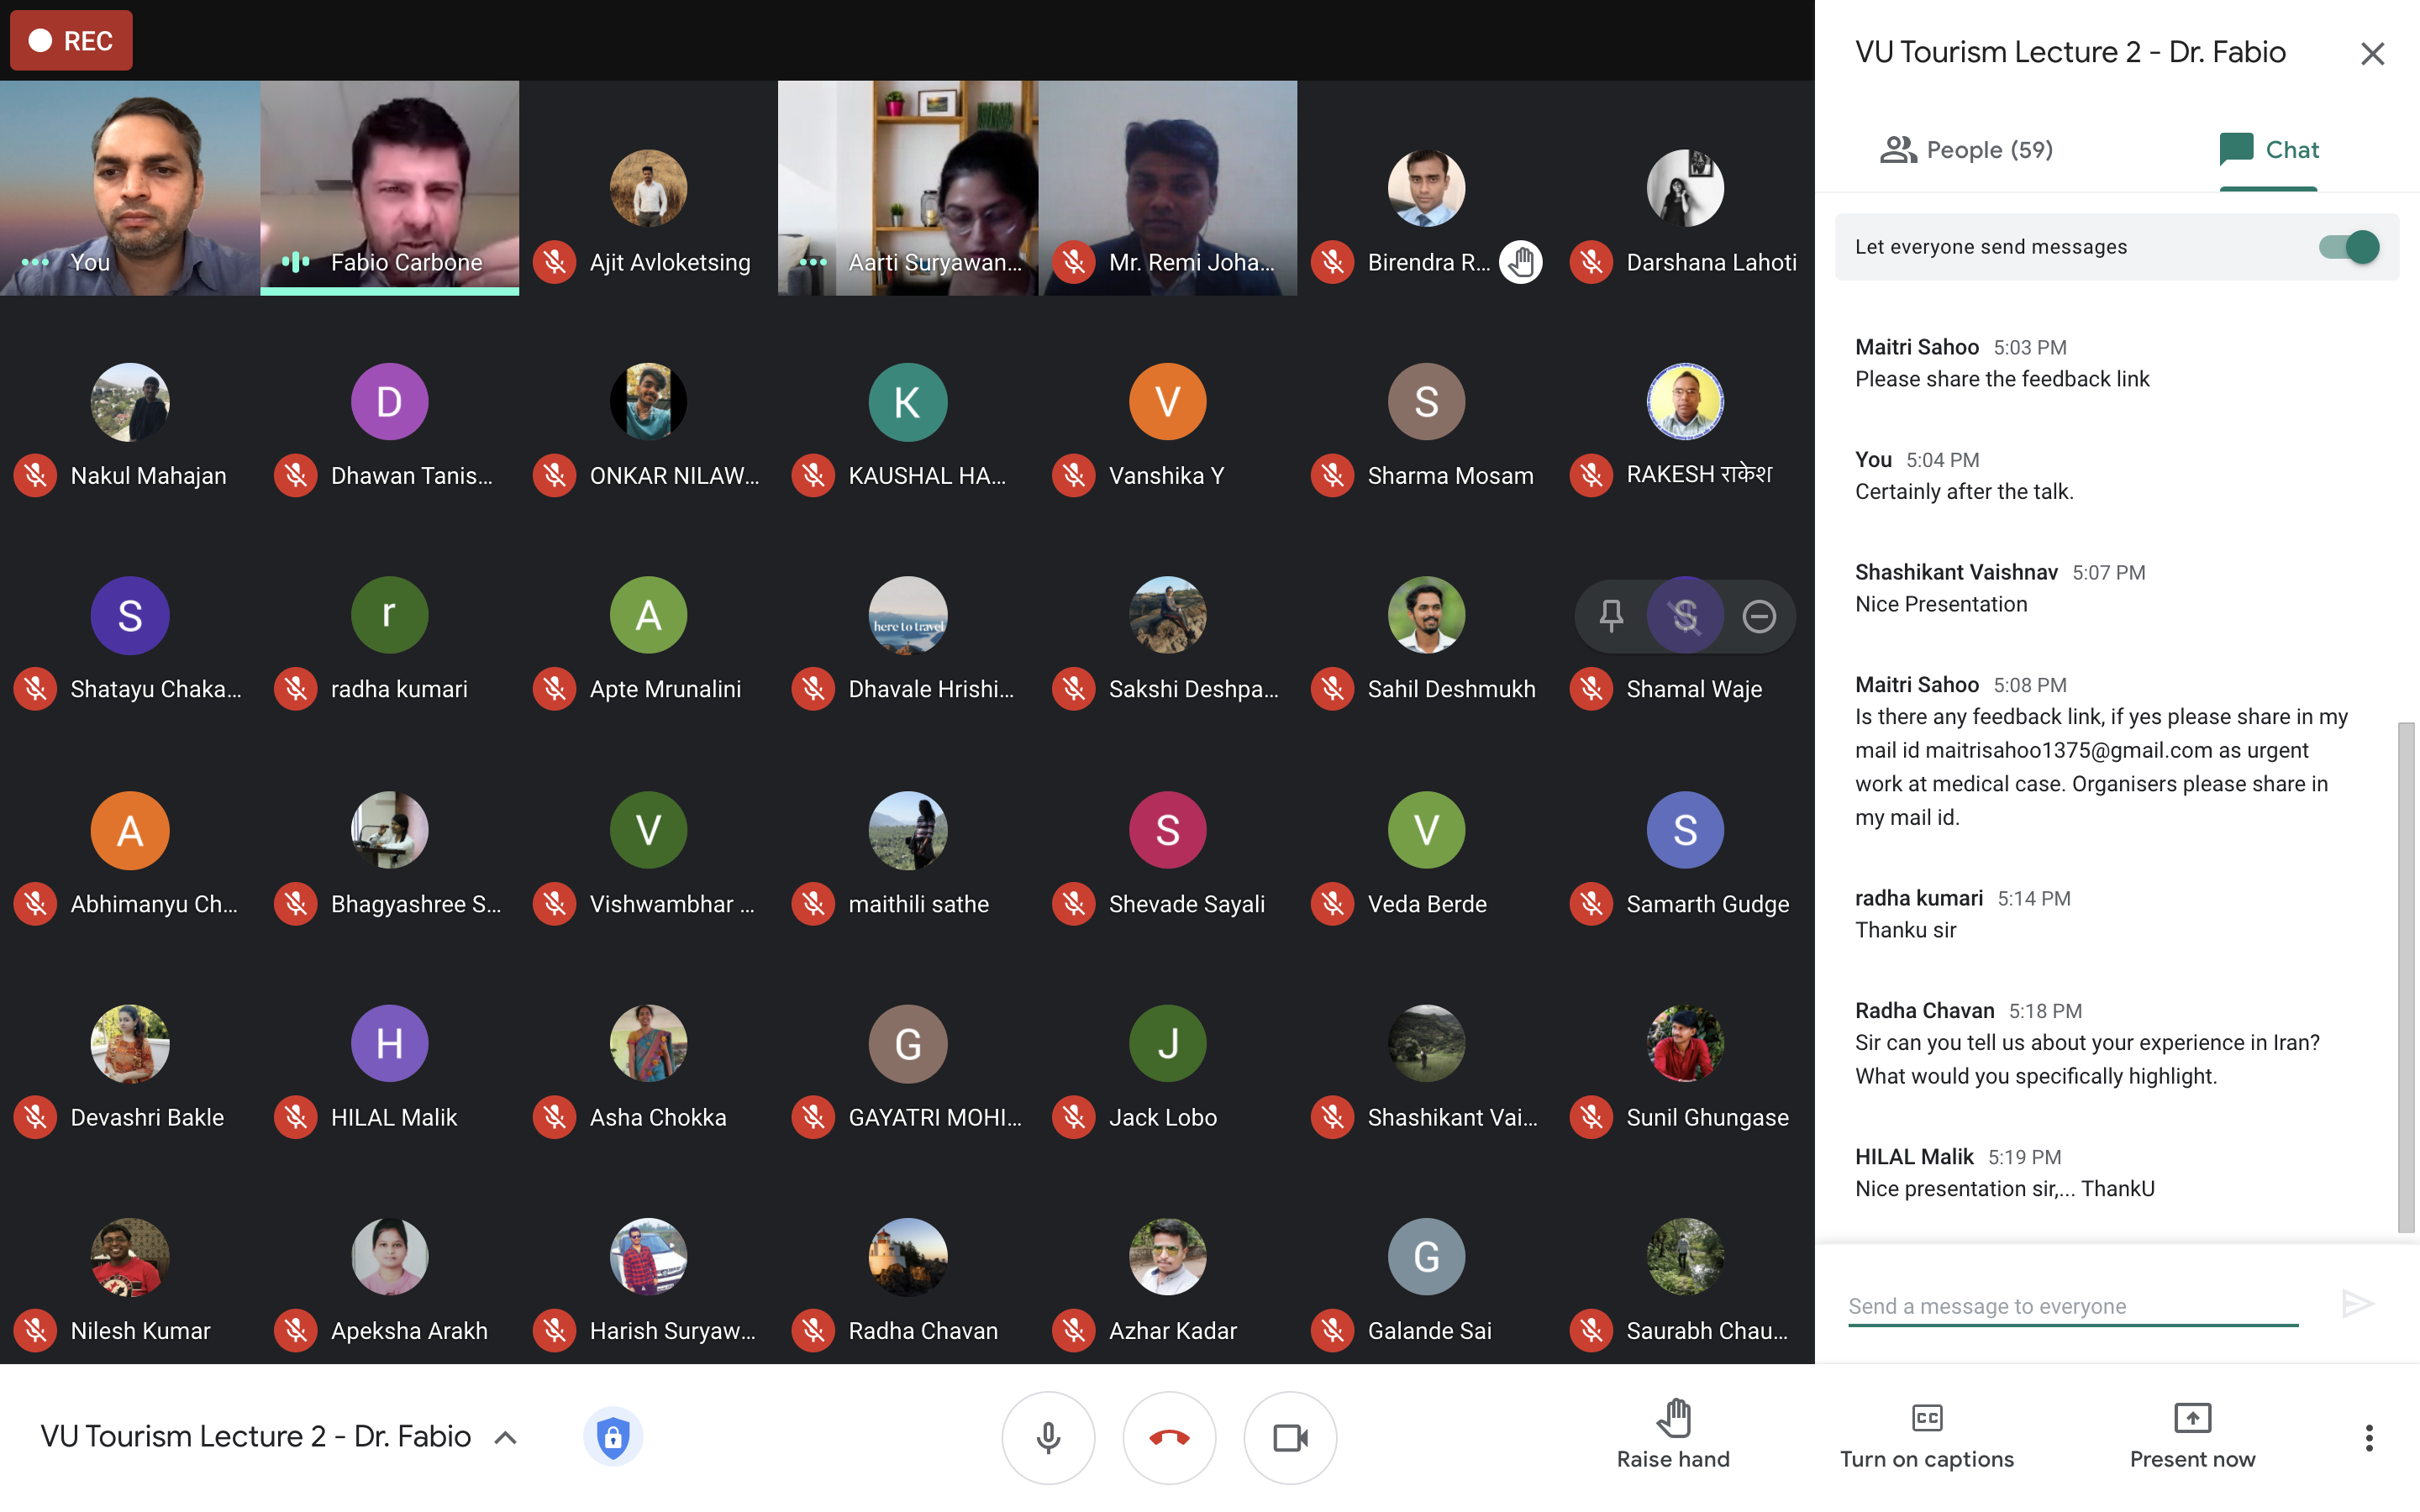 REC
You
Fabio Carbone
Ajit Avloketsing
Aarti Suryawan...
Mr. Remi Joha...
Birendra R...
Darshana Lahoti
Nakul Mahajan
D
Dhawan Tanis...
ONKAR NILAW...
K
KAUSHAL HA...
V
Vanshika Y
S
Sharma Mosam
RAKESH राकेश
S
Shatayu Chaka...
r
radha kumari
A
Apte Mrunalini
here to travel
Dhavale Hrishi...
Sakshi Deshpa...
Sahil Deshmukh
S
Shamal Waje
A
Abhimanyu Ch...
Bhagyashree S...
V
Vishwambhar ...
maithili sathe
S
Shevade Sayali
V
Veda Berde
S
Samarth Gudge
Devashri Bakle
H
HILAL Malik
Asha Chokka
G
GAYATRI MOHI...
J
Jack Lobo
Shashikant Vai...
Sunil Ghungase
Nilesh Kumar
Apeksha Arakh
Harish Suryaw...
Radha Chavan
Azhar Kadar
G
Galande Sai
Saurabh Chau...
VU Tourism Lecture 2 - Dr. Fabio
People (59)
Chat
Let everyone send messages
Maitri Sahoo 5:03 PM
Please share the feedback link
You 5:04 PM
Certainly after the talk.
Shashikant Vaishnav 5:07 PM
Nice Presentation
Maitri Sahoo 5:08 PM
Is there any feedback link, if yes please share in my
mail id maitrisahoo1375@gmail.com as urgent
work at medical case. Organisers please share in
my mail id.
radha kumari 5:14 PM
Thanku sir
Radha Chavan 5:18 PM
Sir can you tell us about your experience in Iran?
What would you specifically highlight.
HILAL Malik 5:19 PM
Nice presentation sir,... ThankU
Send a message to everyone
VU Tourism Lecture 2 - Dr. Fabio
Raise hand
CC
Turn on captions
Present now